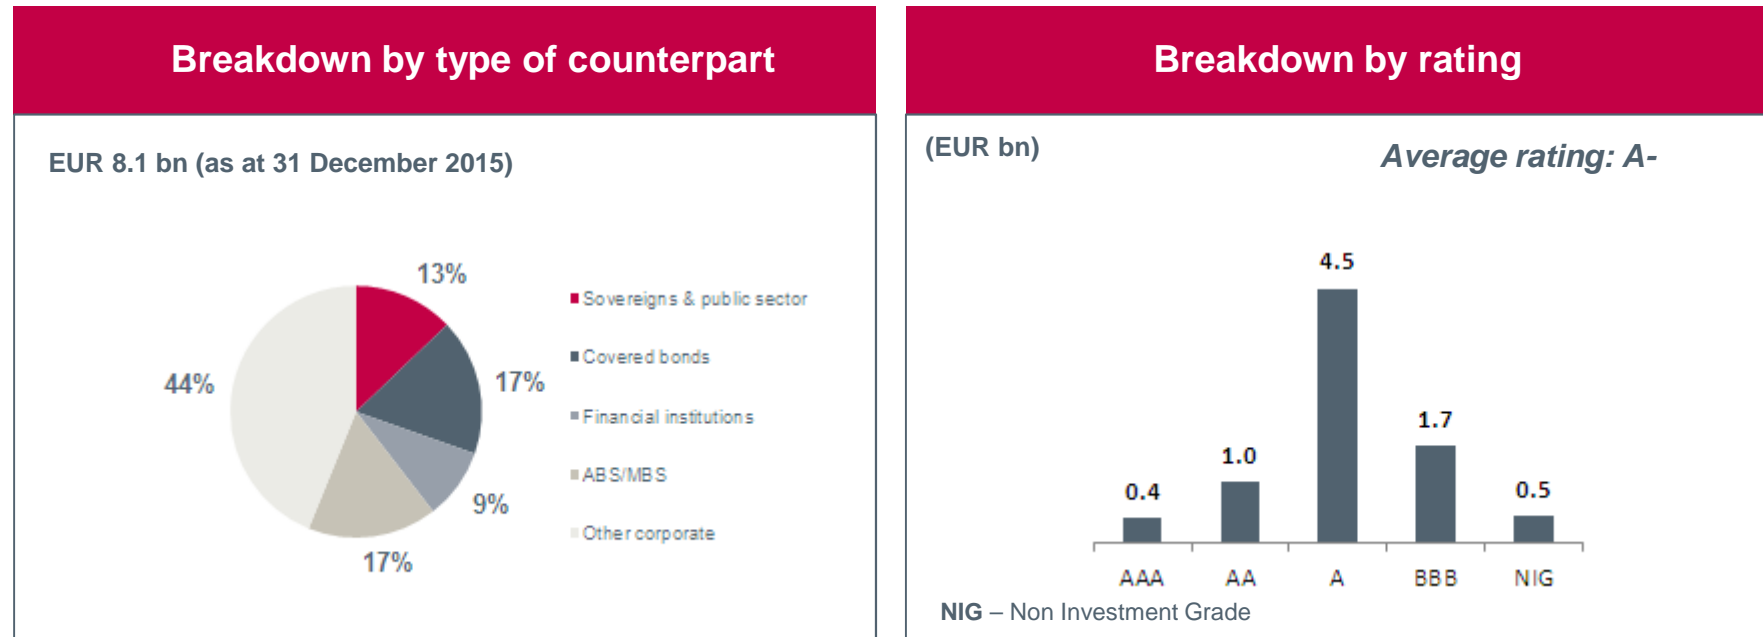 Breakdown by type of counterpart
EUR 8.1 bn (as at 31 December 2015)
13%
17%
9%
17%
44%
Sovereigns & public sector
Covered bonds
Financial institutions
ABS/MBS
Other corporate
Breakdown by rating
(EUR bn)
Average rating: A-
0.4
1.0
4.5
1.7
0.5
AAA AA A BBB NIG
NIG – Non Investment Grade